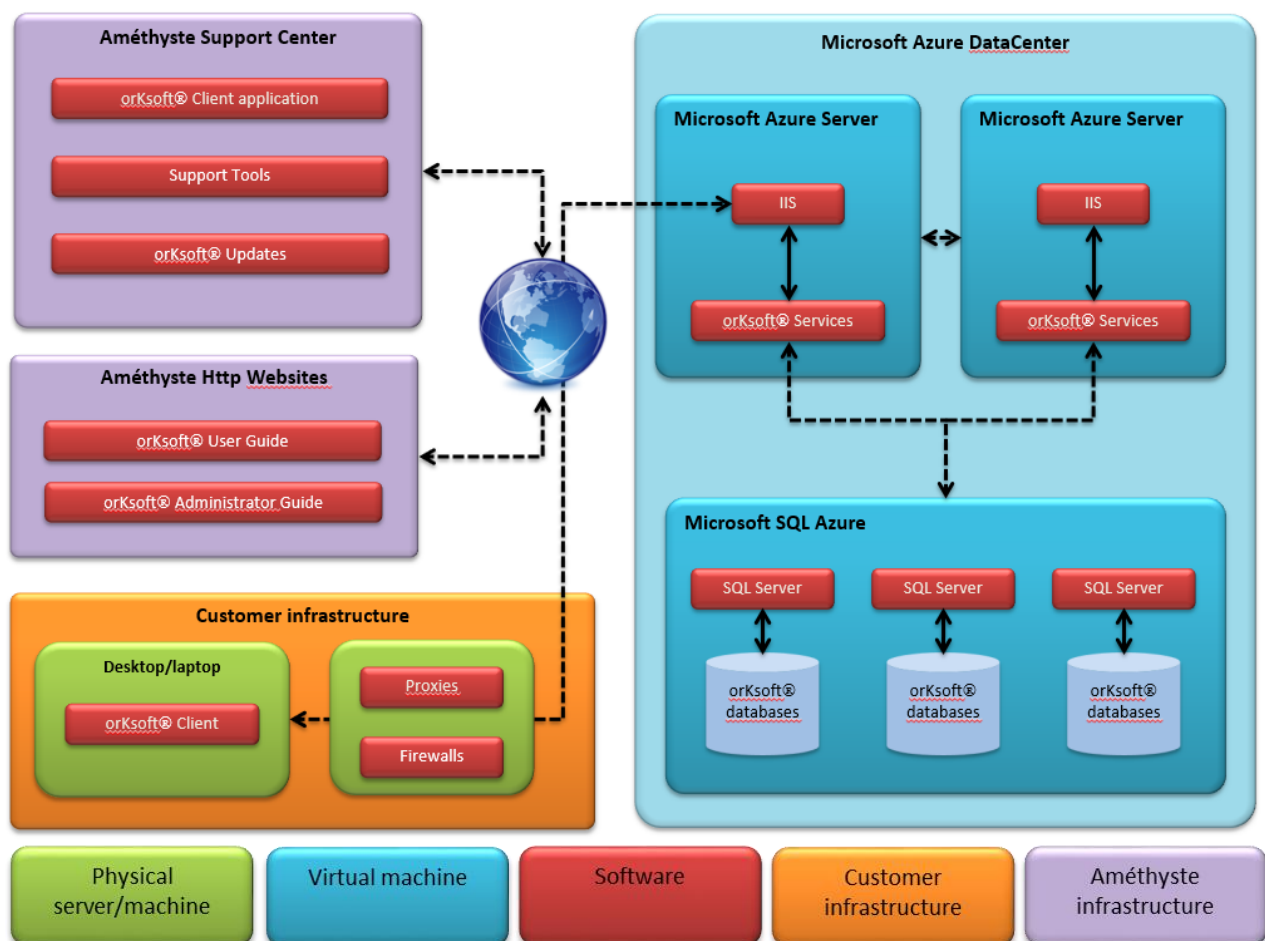 Améthyste Support Center
orKsoft® Client application
Support Tools
orKsoft® Updates
Améthyste Http Websites
orKsoft® User Guide
orKsoft® Administrator Guide
Customer infrastructure
Desktop/laptop
orKsoft® Client
Proxies
Firewalls
Microsoft Azure DataCenter
Microsoft Azure Server
IIS
orKsoft® Services
Microsoft Azure Server
IIS
orKsoft® Services
Microsoft SQL Azure
SQL Server
orKsoft®
databases
SQL Server
orKsoft®
databases
SQL Server
orKsoft®
databases
Physical
server/machine
Virtual machine
Software
Customer
infrastructure
Améthyste
infrastructure